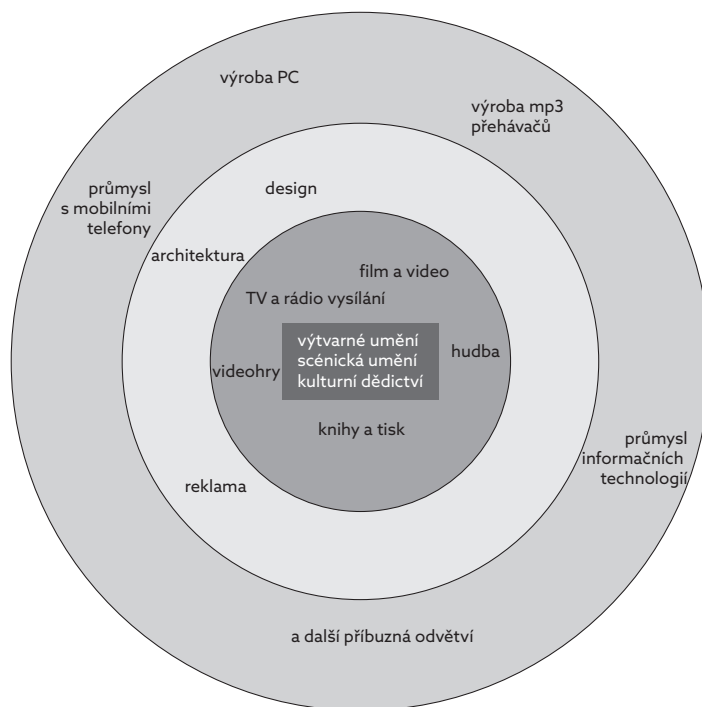 výroba PC
výroba mp3
přehávačů
průmysl
s mobilními
telefony
design
architektura
film a video
TV a rádio vysílání
výtvarné umění
scénická umění
kulturní dědictví
hudba
videohry
knihy a tisk
průmysl
informačních
technologií
reklama
a další příbuzná odvětví